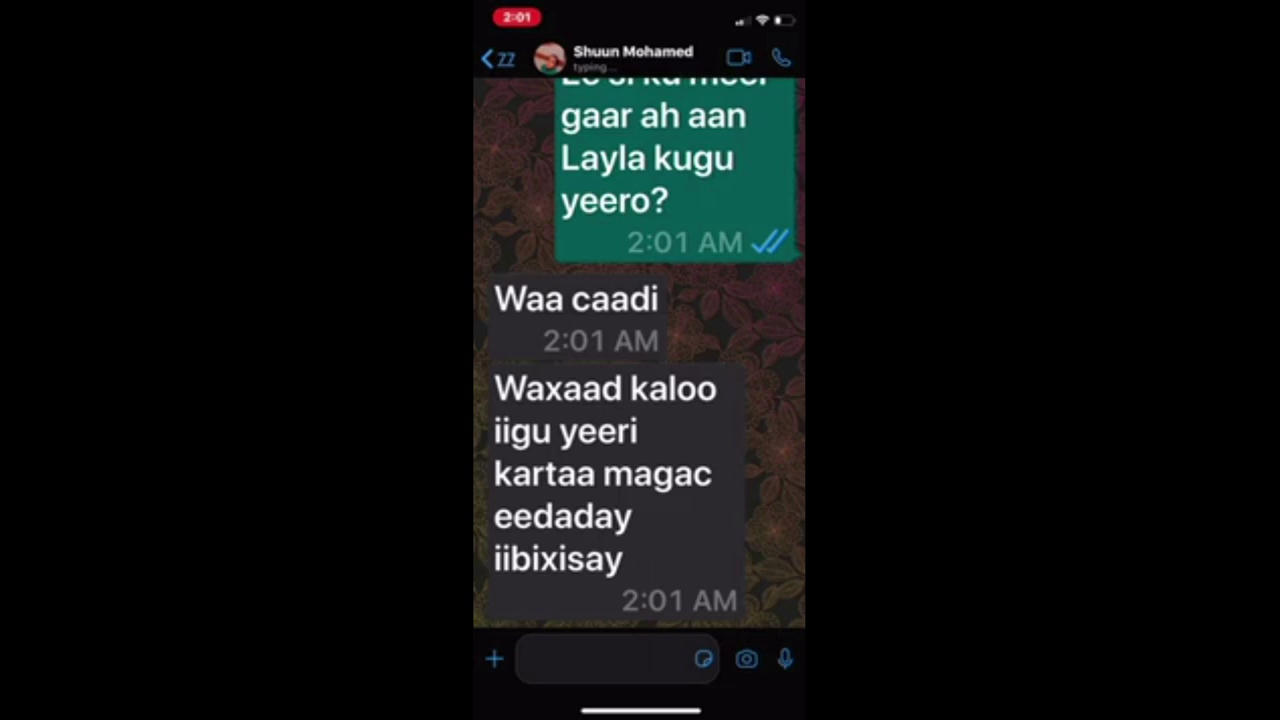 2:01
77
Shuun Mohamed
typing...
gaar ah aan
Layla kugu
yeero?
2:01 AM
Waa caadi
2:01 AM
Waxaad kaloo
iigu yeeri
kartaa magac
eedaday
iibixisay
2:01 AM